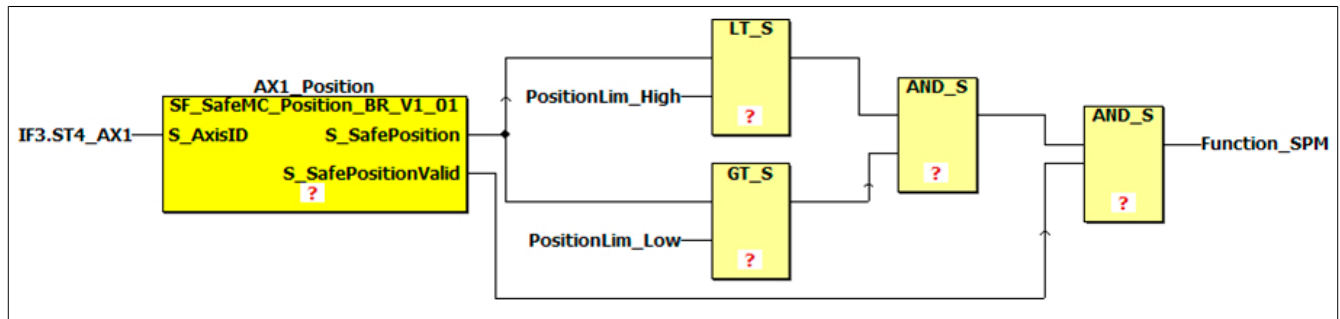 LT_S
AX1_Position
SF_SafeMC_Position_BR_V1_01
PositionLim_High
AND_S
AND_S
IF3.ST4_AX1
S_AxisID
S_SafePosition
?
Function_SPM
S_SafePositionValid
GT_S
?
?
?
PositionLim_Low
?